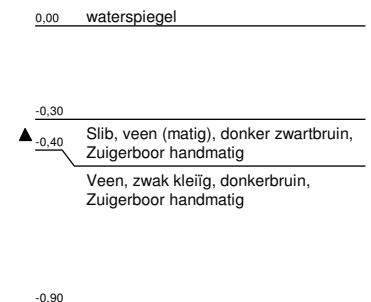 0,00 waterspiegel
-0,30
Slib, veen (matig), donker zwartbruin,
-0,40
Zuigerboor handmatig
Veen, zwak kleiïg, donkerbruin,
Zuigerboor handmatig
-0,90